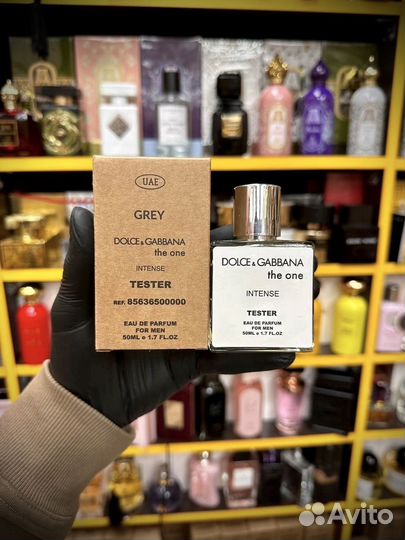 UAE
GREY
DOLCE&GABBANA
the one
INTENSE
TESTER
REF. 85636500000
EAU DE PARFUM
FOR MEN
50ML e 1.7 FL.OZ
DOLCE&GABBANA
the one
INTENSE
TESTER
EAU DE PARFUM
FOR MEN
50ML e 1.7 FL.OZ
Avito